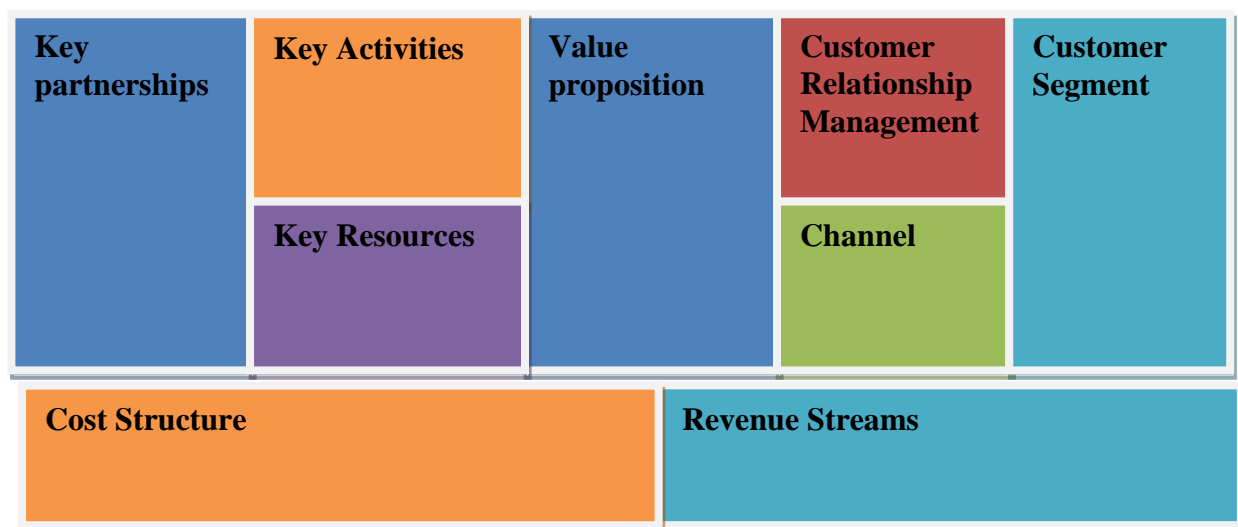 Key
partnerships
Key Activities
Key Resources
Value
proposition
Customer
Relationship
Management
Channel
Customer
Segment
Cost Structure
Revenue Streams